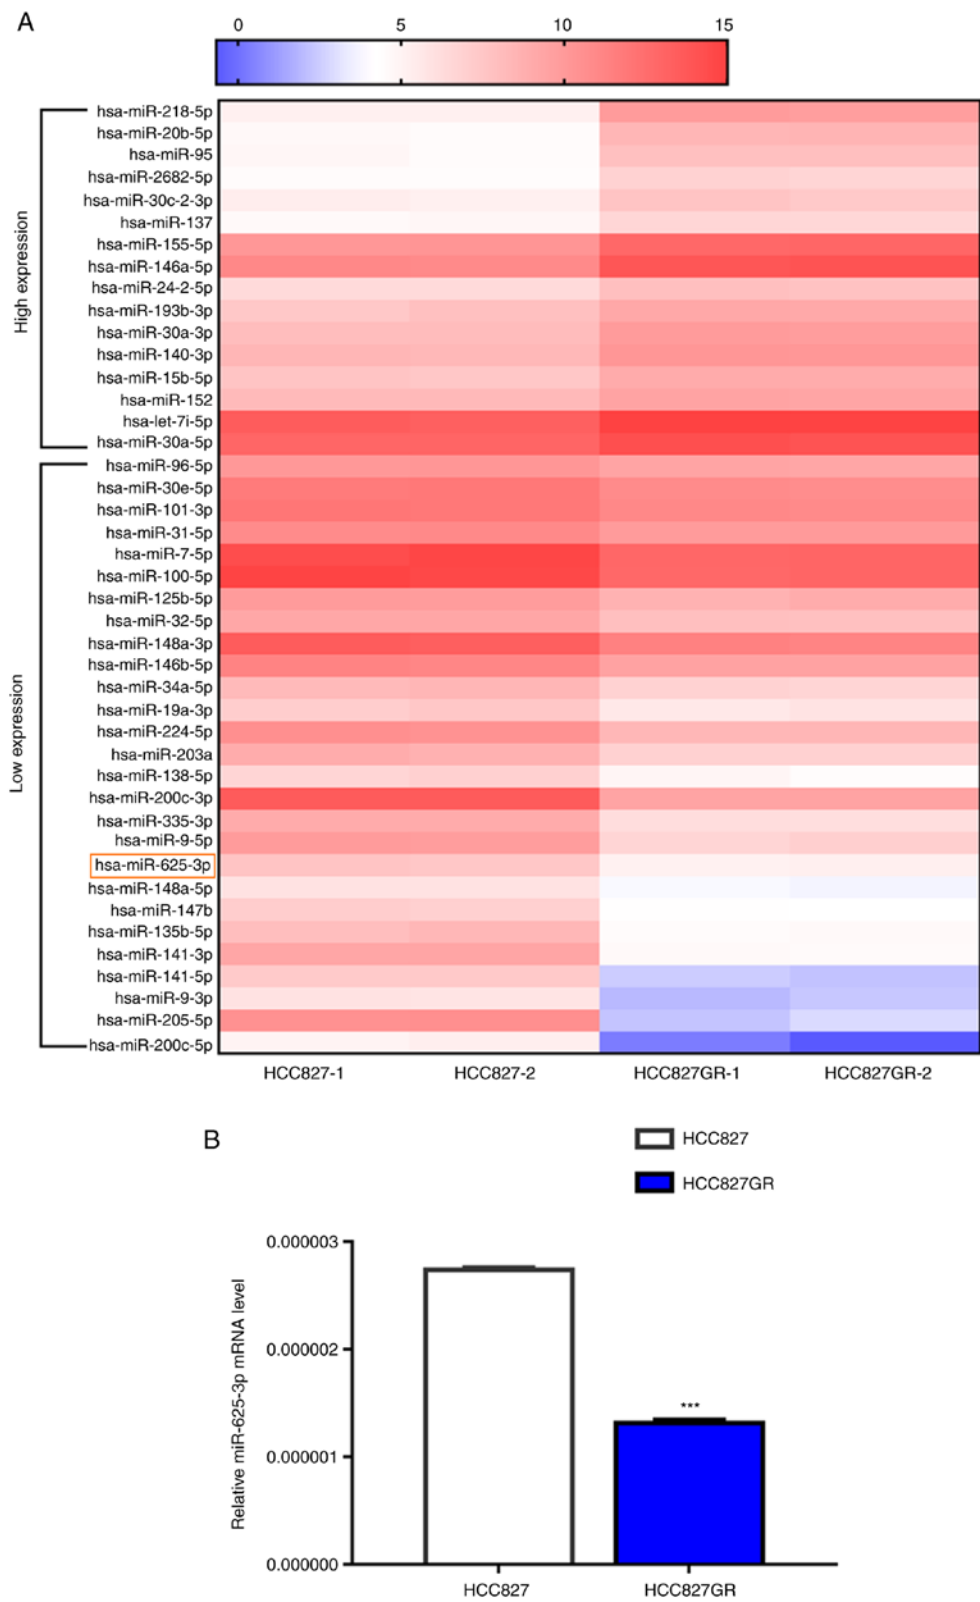 A
0 5 10 15
High expression
hsa-miR-218-5p
hsa-miR-20b-5p
hsa-miR-95
hsa-miR-2682-5p
hsa-miR-30c-2-3p
hsa-miR-137
hsa-miR-155-5p
hsa-miR-146a-5p
hsa-miR-24-2-5p
hsa-miR-193b-3p
hsa-miR-30a-3p
hsa-miR-140-3p
hsa-miR-15b-5p
hsa-miR-152
hsa-let-7i-5p
hsa-miR-30a-5p
Low expression
hsa-miR-96-5p
hsa-miR-30e-5p
hsa-miR-101-3p
hsa-miR-31-5p
hsa-miR-7-5p
hsa-miR-100-5p
hsa-miR-125b-5p
hsa-miR-32-5p
hsa-miR-148a-3p
hsa-miR-146b-5p
hsa-miR-34a-5p
hsa-miR-19a-3p
hsa-miR-224-5p
hsa-miR-203a
hsa-miR-138-5p
hsa-miR-200c-3p
hsa-miR-335-3p
hsa-miR-9-5p
hsa-miR-625-3p
hsa-miR-148a-5p
hsa-miR-147b
hsa-miR-135b-5p
hsa-miR-141-3p
hsa-miR-141-5p
hsa-miR-9-3p
hsa-miR-205-5p
hsa-miR-200c-5p
HCC827-1 HCC827-2 HCC827GR-1 HCC827GR-2
B
HCC827
HCC827GR
Relative miR-625-3p mRNA level
0.000003
0.000002
0.000001
0.000000
***
HCC827 HCC827GR